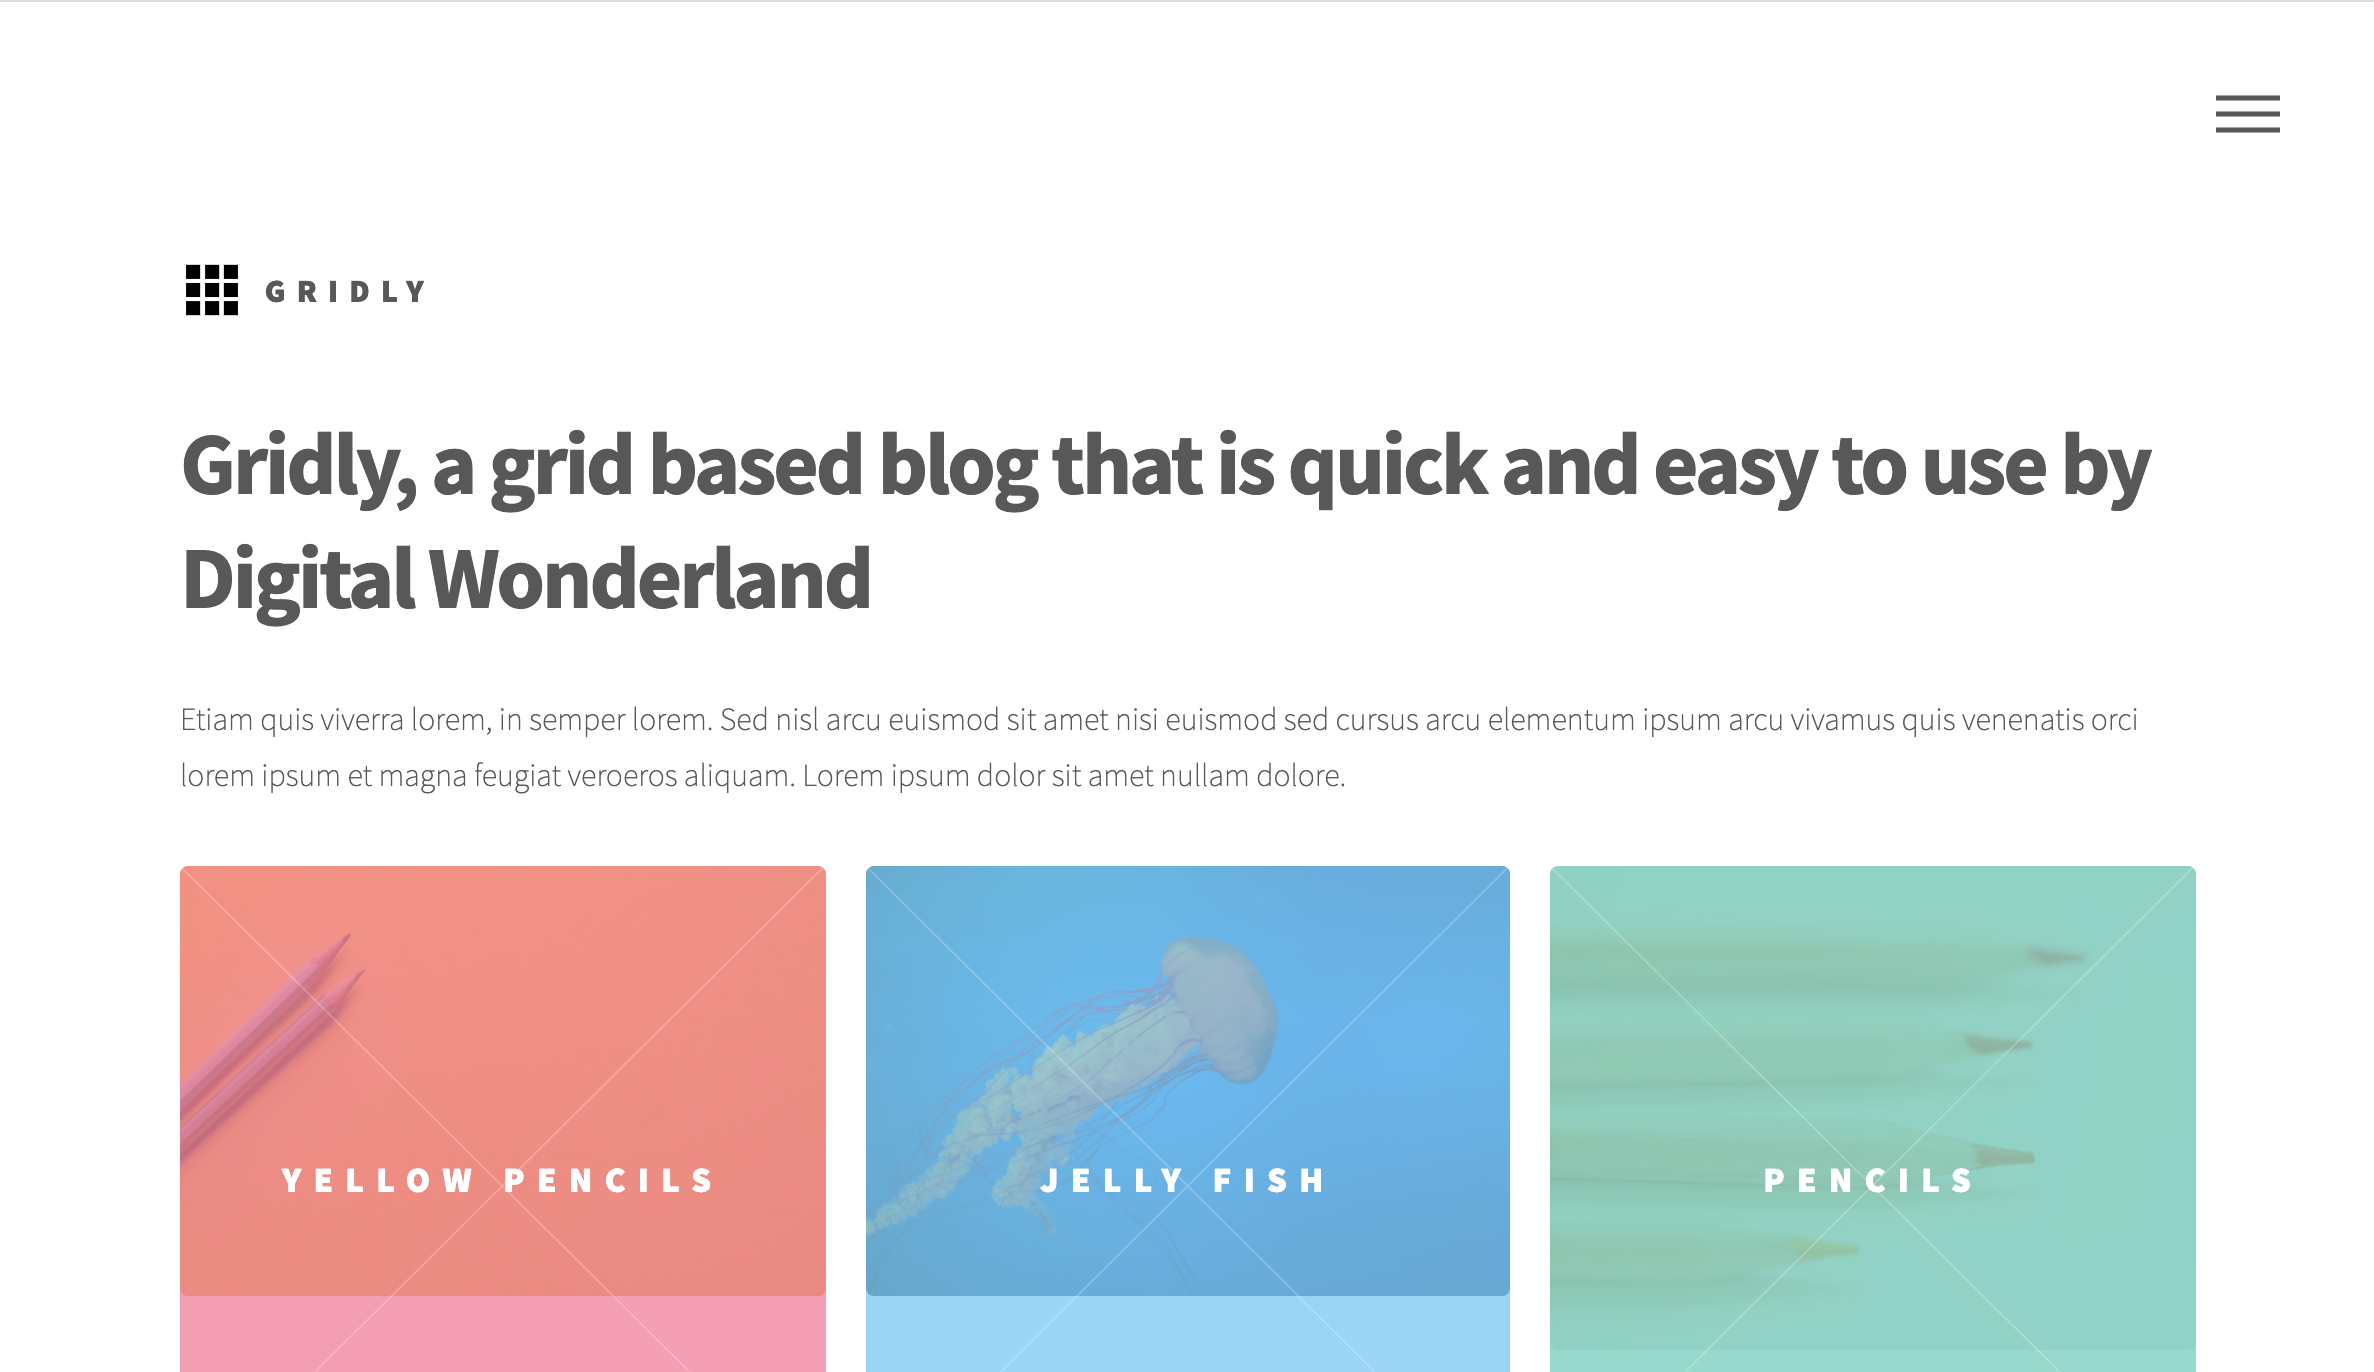 GRIDLY
Gridly, a grid based blog that is quick and easy to use by
Digital Wonderland
Etiam quis viverra lorem, in semper lorem. Sed nisl arcu euismod sit amet nisi euismod sed cursus arcu elementum ipsum arcu vivamus quis venenatis orci
lorem ipsum et magna feugiat veroeros aliquam. Lorem ipsum dolor sit amet nullam dolore.
YELLOW PENCILS
JELLY FISH
PENCILS